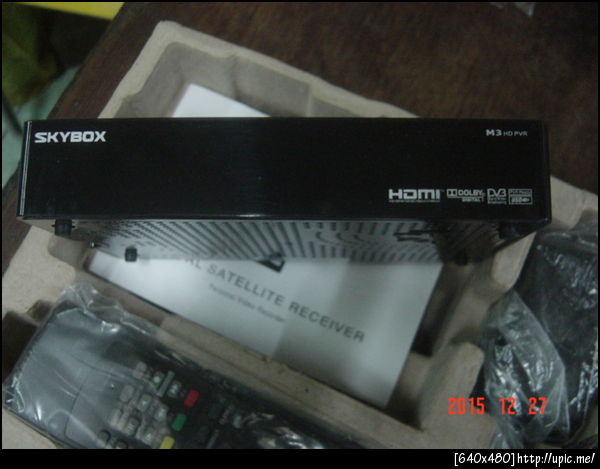 SKYBOX
M3 HD PVR
HDMI
DOLBY
DIGITAL
DVB
SATELLITE RECEIVER
Personal Video Recorder
2015 12 27
[640x480]http://upic.me/